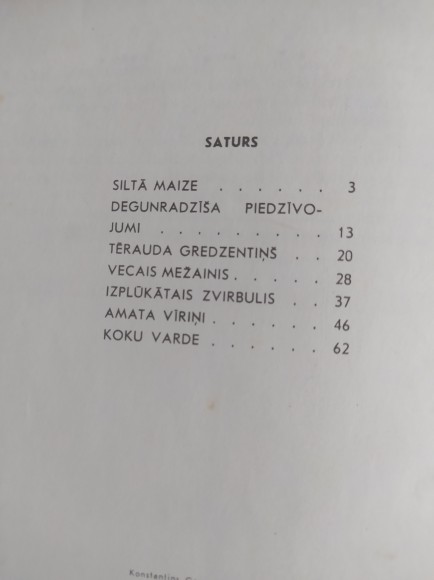 SATURS
SILTĀ MAIZE . . . . . . 3
DEGUNRADZĪŠA PIEDZĪVO-
JUMI . . . . . . . . . 13
TĒRAUDA GREDZENTIŅŠ . . 20
VECAIS MEŽAINIS . . . . . 28
IZPLŪKĀTAIS ZVIRBULIS . . 37
AMATA VĪRIŅI . . . . . . 46
KOKU VARDE . . . . . . 62
Konstantīns